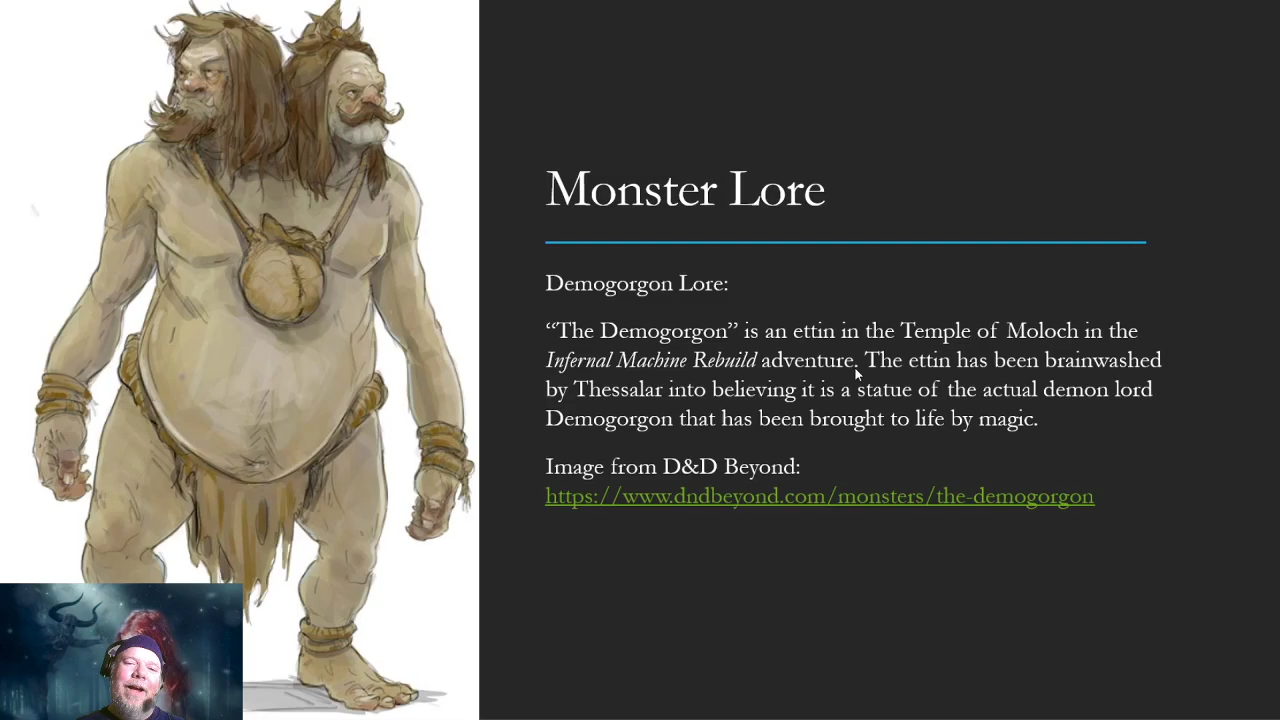 Monster Lore
Demogorgon Lore:
“The Demogorgon” is an ettin in the Temple of Moloch in the
Infernal Machine Rebuild adventure. The ettin has been brainwashed
by Thessalar into believing it is a statue of the actual demon lord
Demogorgon that has been brought to life by magic.
Image from D&D Beyond:
https://www.dndbeyond.com/monsters/the-demogorgon